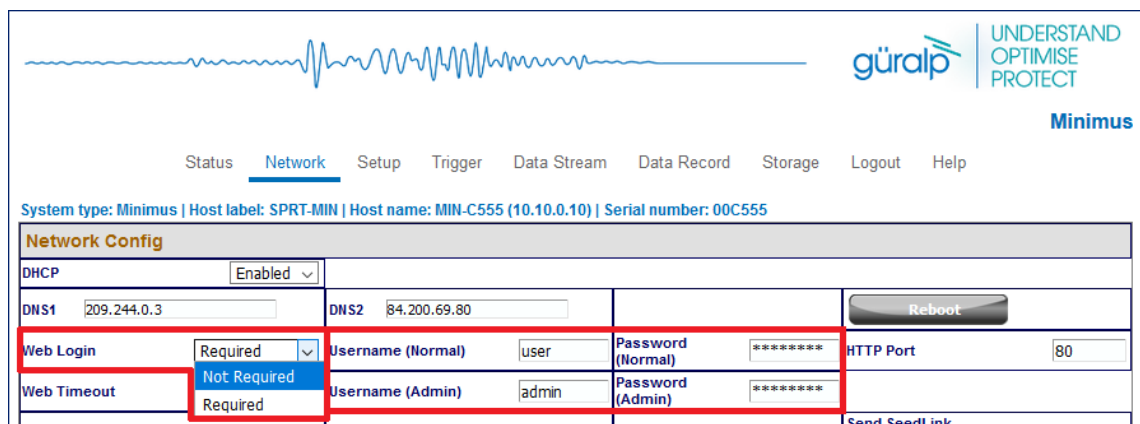 güralp
UNDERSTAND
OPTIMISE
PROTECT
Minimus
Status Network Setup Trigger Data Stream Data Record Storage Logout Help
System type: Minimus | Host label: SPRT-MIN | Host name: MIN-C555 (10.10.0.10) | Serial number: 00C555
Network Config
DHCP Enabled
DNS1 209.244.0.3 DNS2 84.200.69.80 Reboot
Web Login Required Username (Normal) user Password (Normal) ******** HTTP Port 80
Not Required
Web Timeout Username (Admin) admin Password (Admin) ********
Required
Send SeedLink